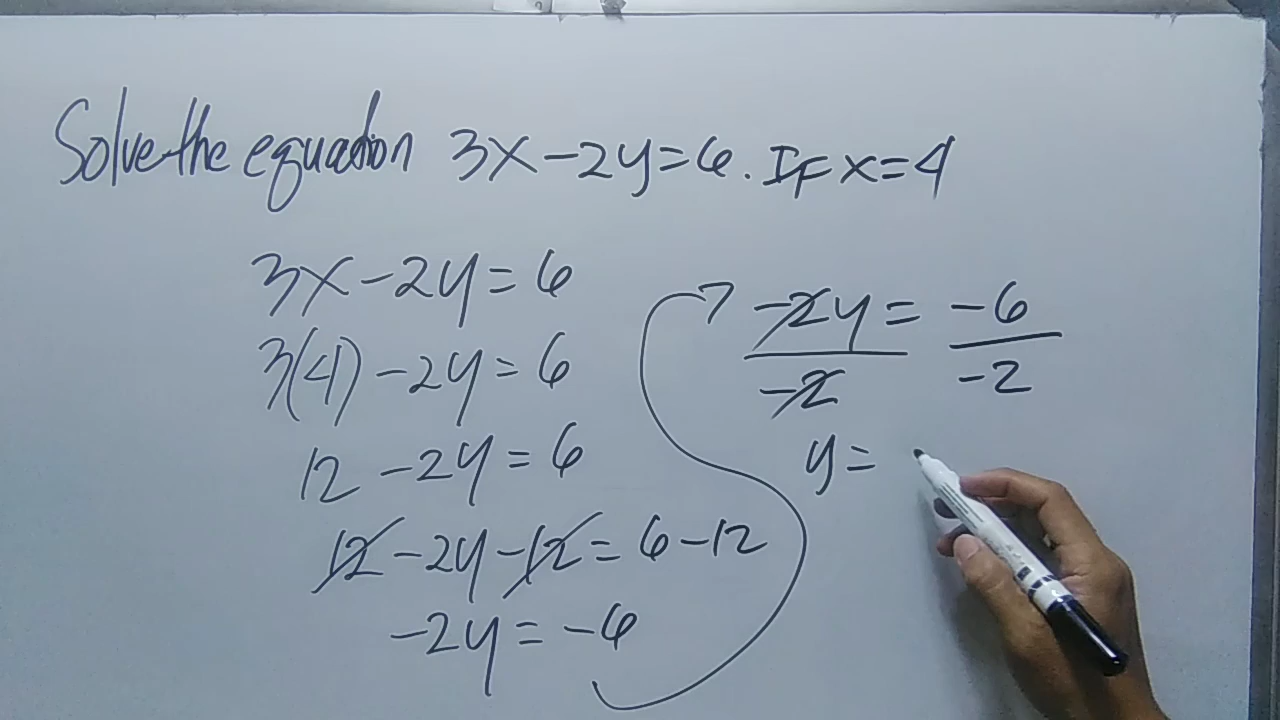 Solve the equation 3x-2y=6. If x=4
3x-2y=6
3(4)-2y=6
12-2y=6
12-2y-12=6-12
-2y=-6
-2y = -6
-2 -2
y=